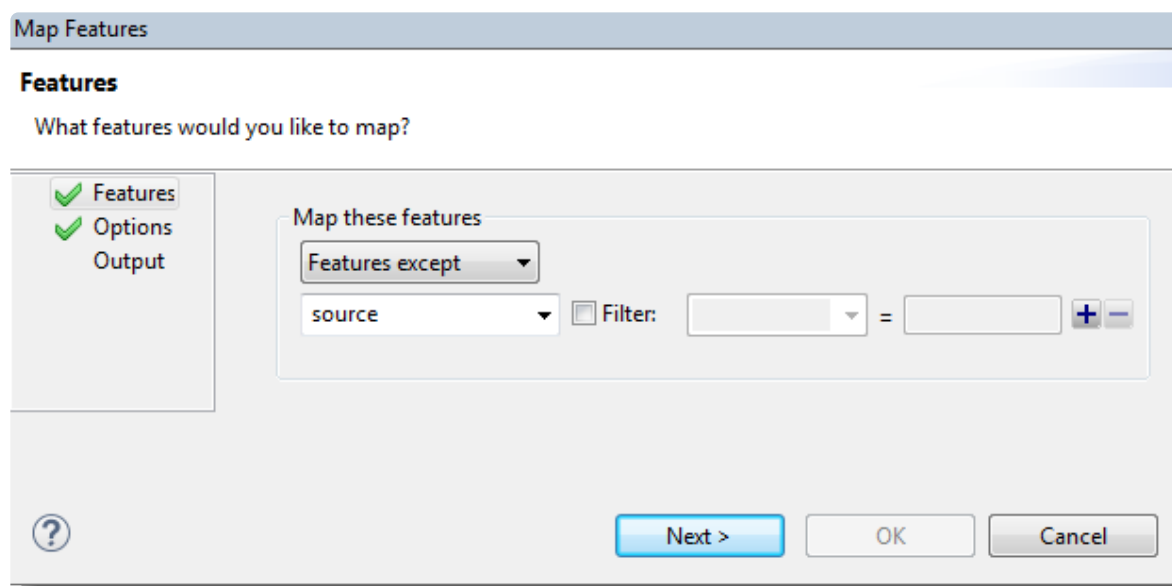 Map Features
Features
What features would you like to map?
Features
Options
Output
Map these features
Features except
source Filter: =
Next > OK Cancel